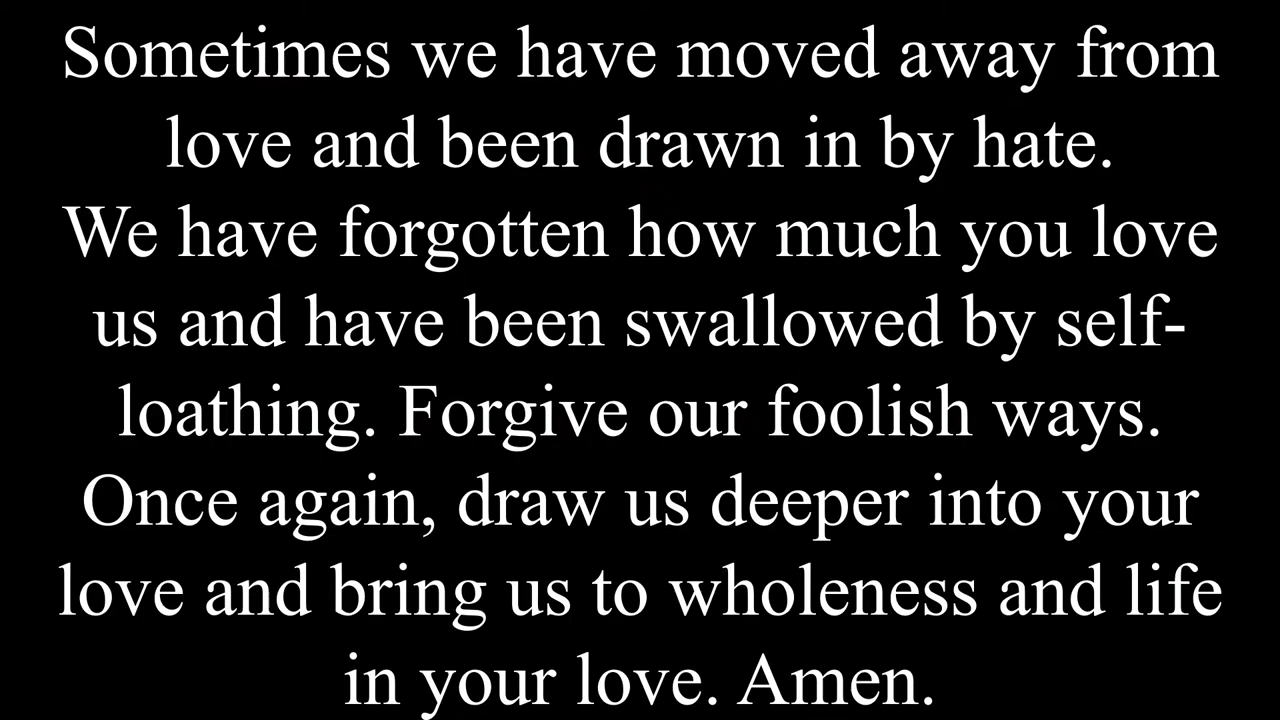 Sometimes we have moved away from
love and been drawn in by hate.
We have forgotten how much you love
us and have been swallowed by self-
loathing. Forgive our foolish ways.
Once again, draw us deeper into your
love and bring us to wholeness and life
in your love. Amen.